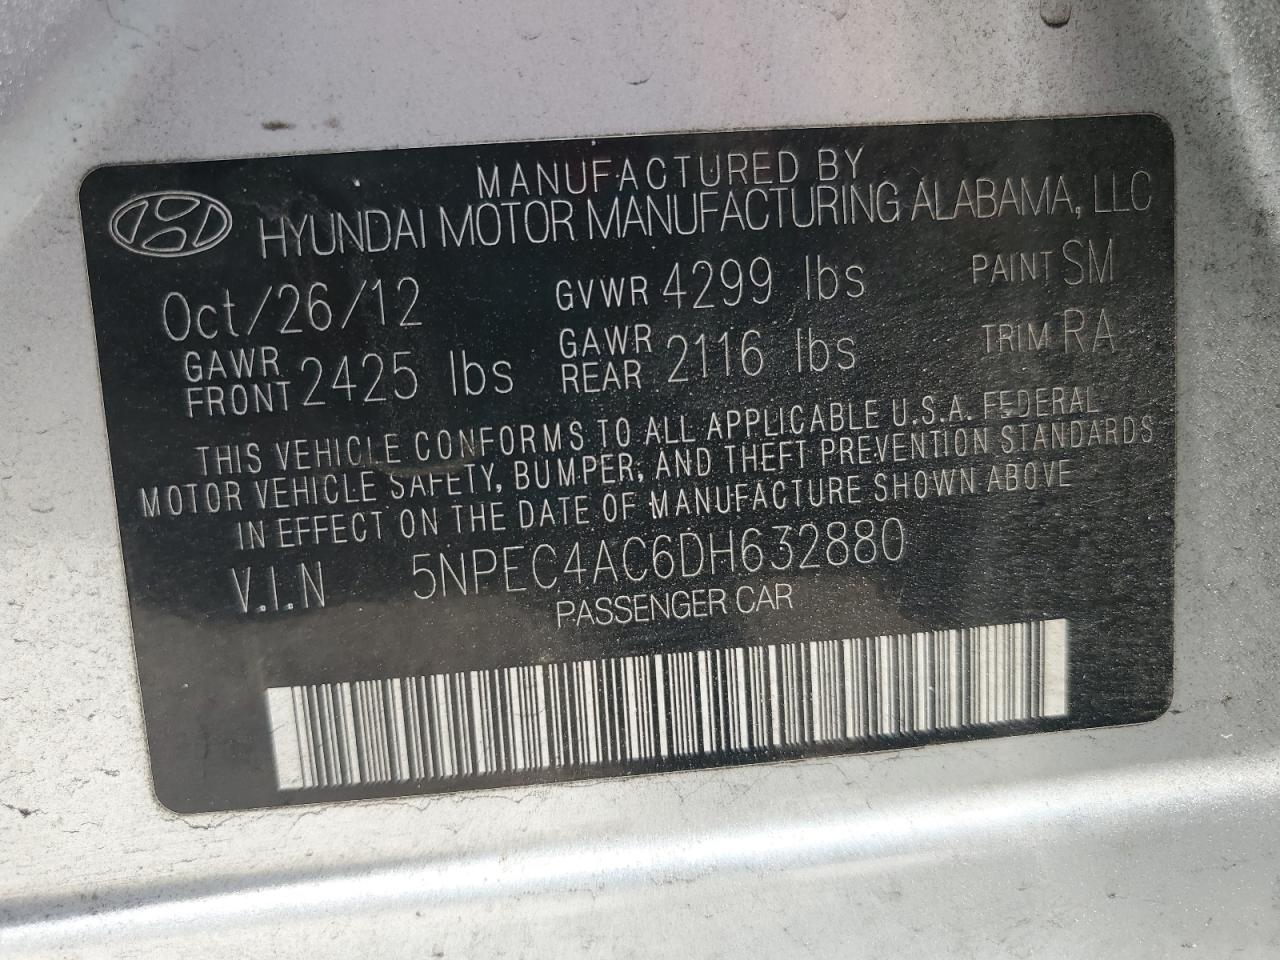 MANUFACTURED BY
HYUNDAI MOTOR MANUFACTURING ALABAMA, LLC
Oct/26/12 GVWR 4299 lbs PAINT SM
GAWR FRONT 2425 lbs GAWR REAR 2116 lbs TRIM RA
THIS VEHICLE CONFORMS TO ALL APPLICABLE U.S.A. FEDERAL
MOTOR VEHICLE SAFETY, BUMPER, AND THEFT PREVENTION STANDARDS
IN EFFECT ON THE DATE OF MANUFACTURE SHOWN ABOVE
V.I.N 5NPEC4AC6DH632880
PASSENGER CAR